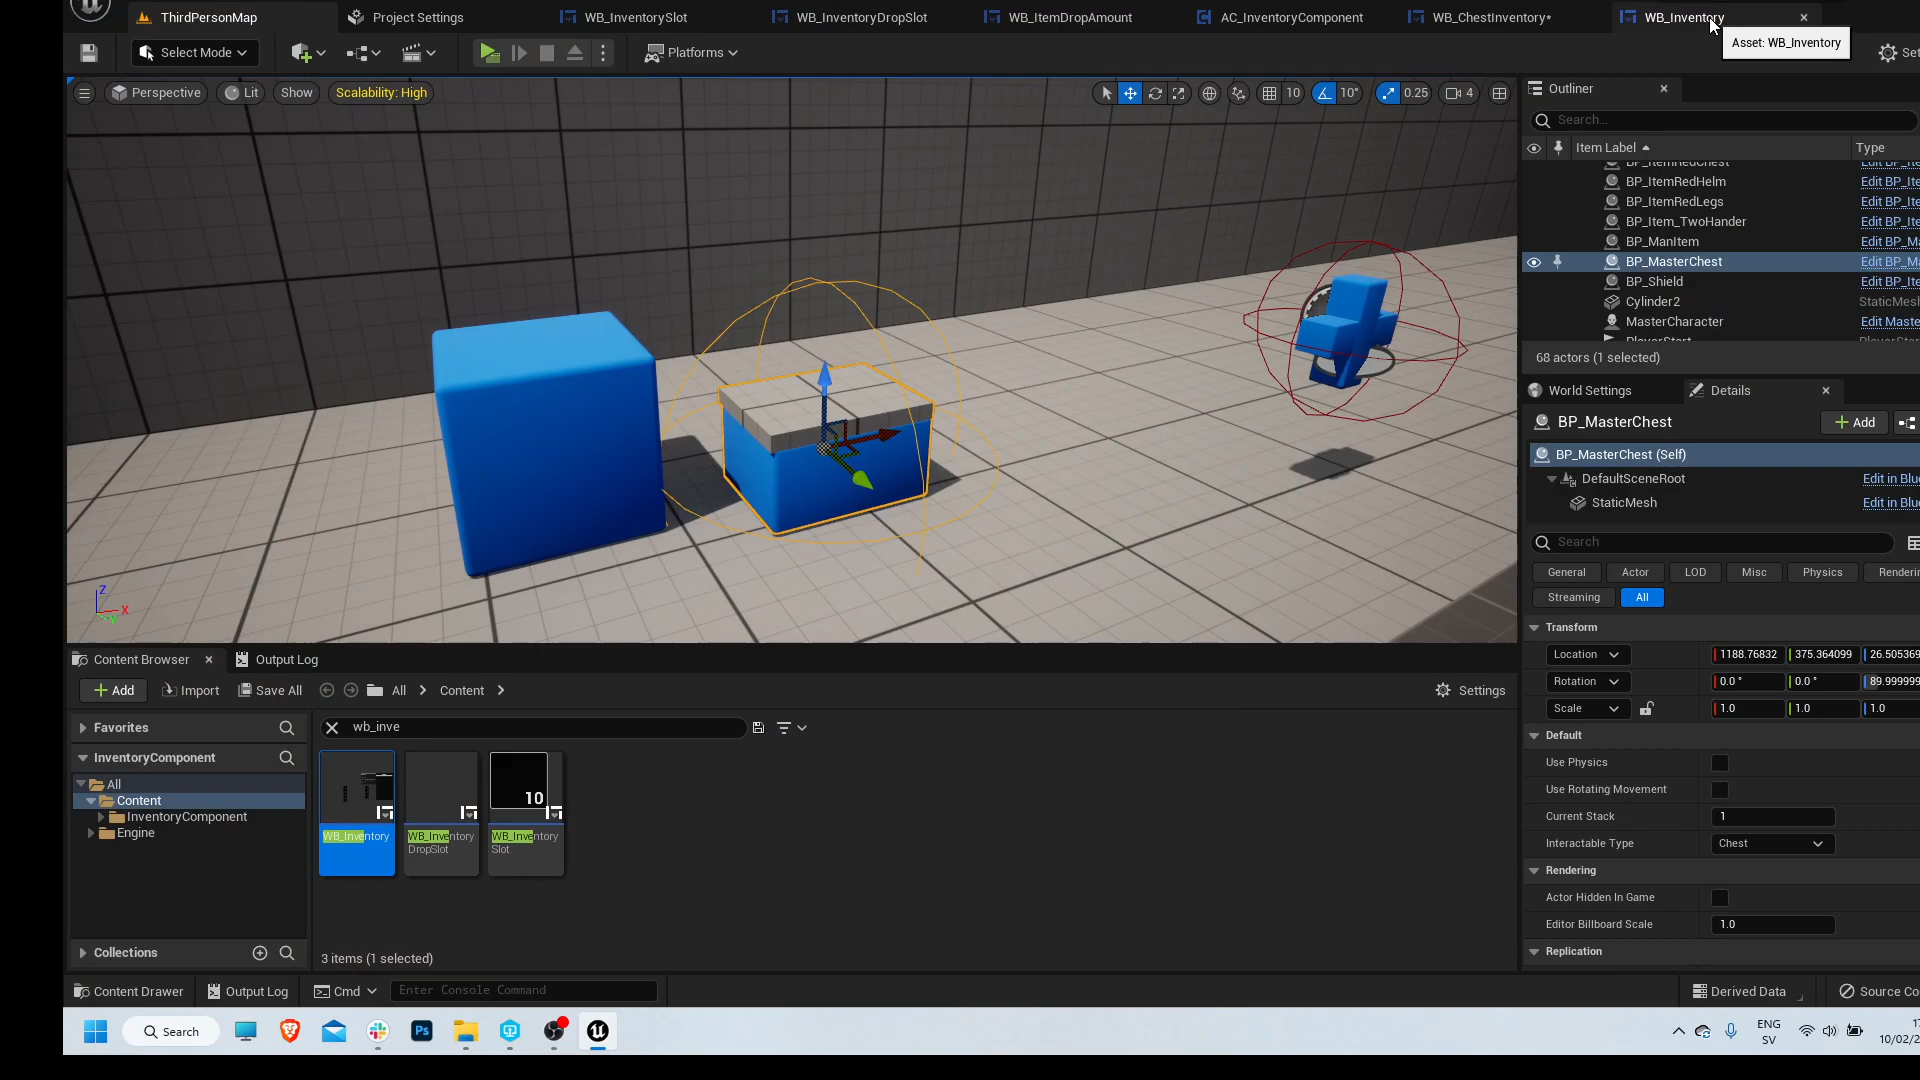 ThirdPersonMap
Project Settings
WB_InventorySlot
WB_InventoryDropSlot
WB_ItemDropAmount
AC_InventoryComponent
WB_ChestInventory*
WB_Inventory
Asset: WB_Inventory
Select Mode
Platforms
Perspective
Lit
Show
Scalability: High
10
10°
0.25
4
Outliner
Search...
Item Label
Type
BP_ItemRedChest
BP_ItemRedHelm
Edit BP_Ite
BP_ItemRedLegs
Edit BP_Ite
BP_Item_TwoHander
Edit BP_Ite
BP_ManItem
Edit BP_Ma
BP_MasterChest
Edit BP_Ma
BP_Shield
Edit BP_Ite
Cylinder2
StaticMesh
MasterCharacter
Edit Maste
PlayerStart
68 actors (1 selected)
World Settings
Details
BP_MasterChest
Add
BP_MasterChest (Self)
DefaultSceneRoot
Edit in Blu
StaticMesh
Edit in Blu
Search
General
Actor
LOD
Misc
Physics
Renderi
Streaming
All
Transform
Location
1188.76832
375.364099
26.505369
Rotation
0.0 °
0.0 °
89.999999
Scale
1.0
1.0
1.0
Default
Use Physics
Use Rotating Movement
Current Stack
1
Interactable Type
Chest
Rendering
Actor Hidden In Game
Editor Billboard Scale
1.0
Replication
Z
X
Y
Content Browser
Output Log
Add
Import
Save All
All
Content
Settings
Favorites
InventoryComponent
All
Content
InventoryComponent
Engine
Collections
wb_inve
10
WB_Inventory
WB_Inventory
DropSlot
WB_Inventory
Slot
3 items (1 selected)
Content Drawer
Output Log
Cmd
Enter Console Command
Derived Data
Source Co
Search
Ps
ENG
SV
10/02/2